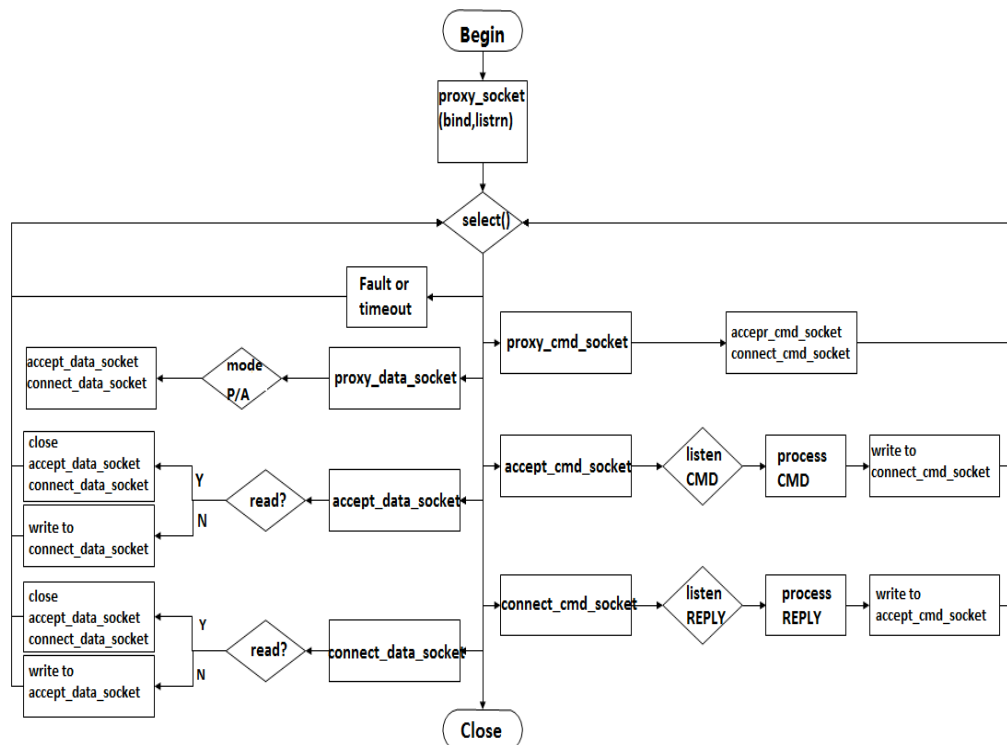 Begin
proxy_socket
(bind,listrn)
select()
Fault or
timeout
proxy_cmd_socket
accepr_cmd_socket
connect_cmd_socket
accept_data_socket
connect_data_socket
mode
P/A
proxy_data_socket
close
accept_data_socket
connect_data_socket
Y
N
read?
accept_data_socket
write to
connect_data_socket
accept_cmd_socket
listen
CMD
process
CMD
write to
connect_cmd_socket
close
accept_data_socket
connect_data_socket
Y
N
read?
connect_data_socket
write to
accept_data_socket
connect_cmd_socket
listen
REPLY
process
REPLY
write to
accept_cmd_socket
Close